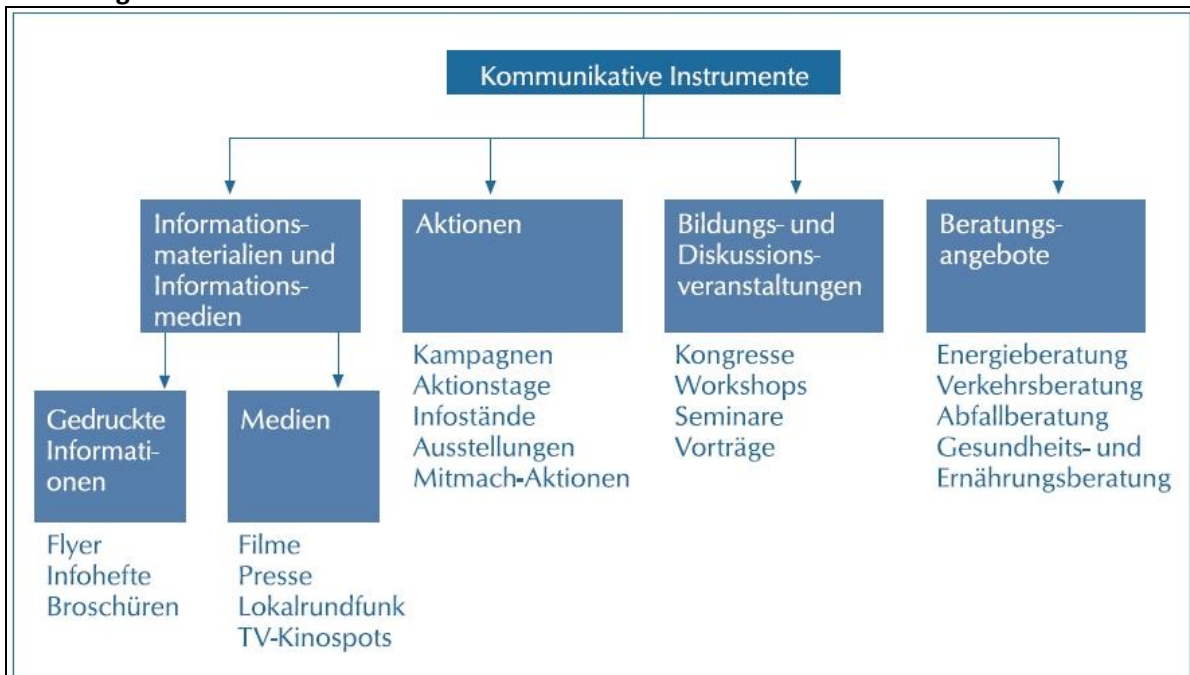 Kommunikative Instrumente
Informations-
materialien und
Informations-
medien
Gedruckte
Informati-
onen
Flyer
Infohefte
Broschüren
Medien
Filme
Presse
Lokalrundfunk
TV-Kinospots
Aktionen
Kampagnen
Aktionstage
Infostände
Ausstellungen
Mitmach-Aktionen
Bildungs- und
Diskussions-
veranstaltungen
Kongresse
Workshops
Seminare
Vorträge
Beratungs-
angebote
Energieberatung
Verkehrsberatung
Abfallberatung
Gesundheits- und
Ernährungsberatung